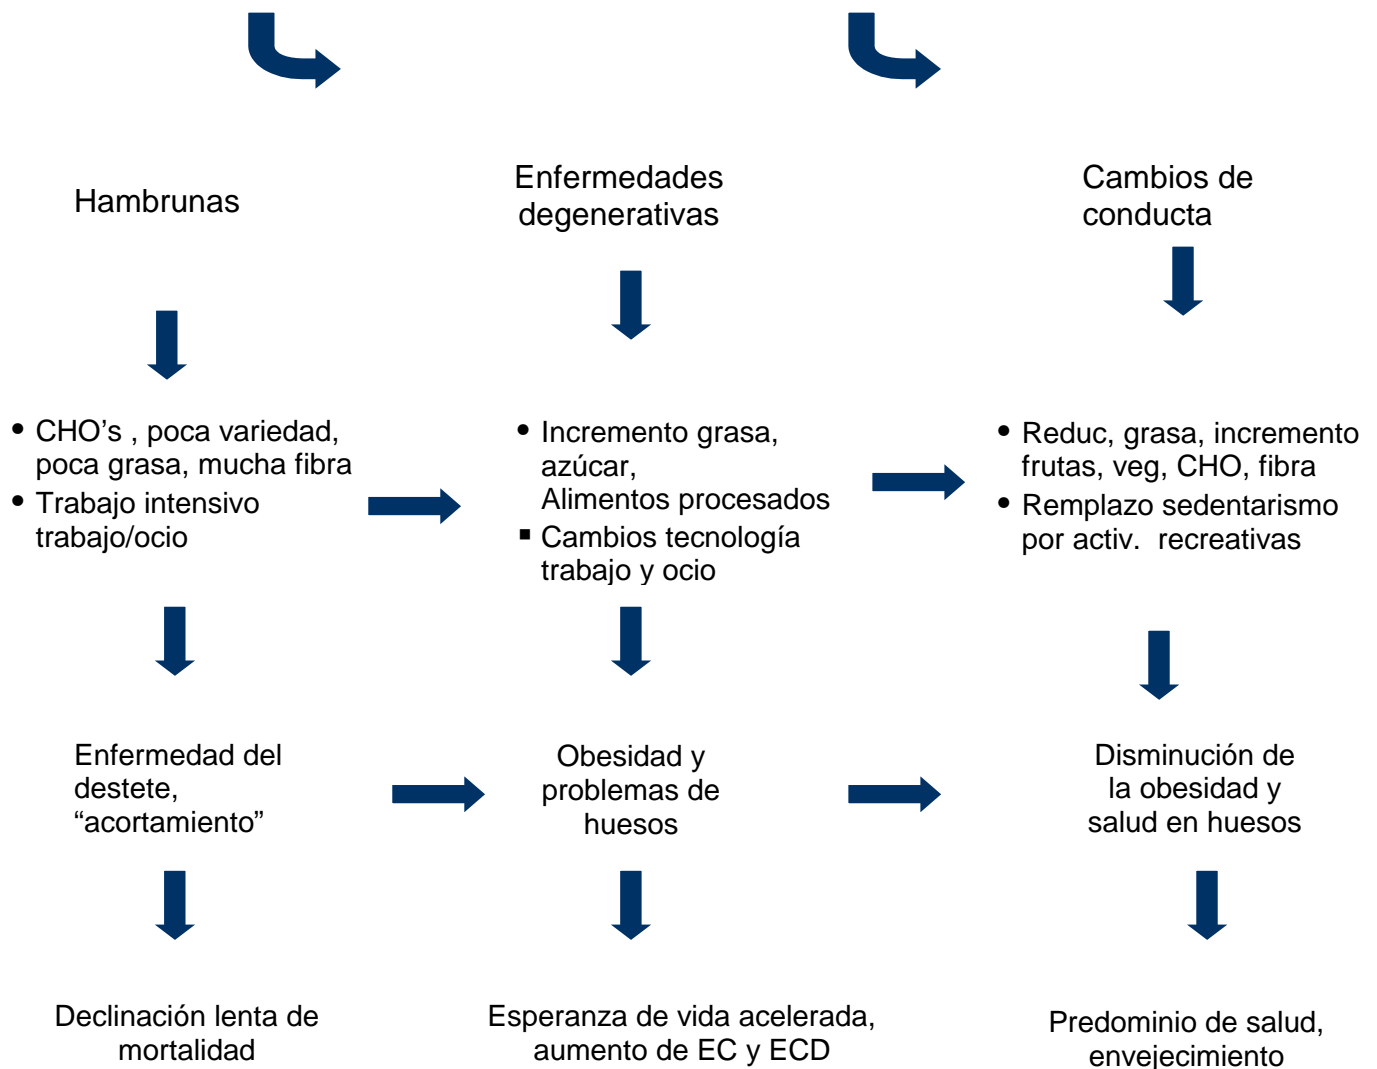 Hambrunas
Enfermedades
degenerativas
Cambios de
conducta
• CHO’s , poca variedad,
poca grasa, mucha fibra
• Trabajo intensivo
trabajo/ocio
• Incremento grasa,
azúcar,
Alimentos procesados
▪ Cambios tecnología
trabajo y ocio
• Reduc, grasa, incremento
frutas, veg, CHO, fibra
• Remplazo sedentarismo
por activ. recreativas
Enfermedad del
destete,
“acortamiento”
Obesidad y
problemas de
huesos
Disminución de
la obesidad y
salud en huesos
Declinación lenta de
mortalidad
Esperanza de vida acelerada,
aumento de EC y ECD
Predominio de salud,
envejecimiento